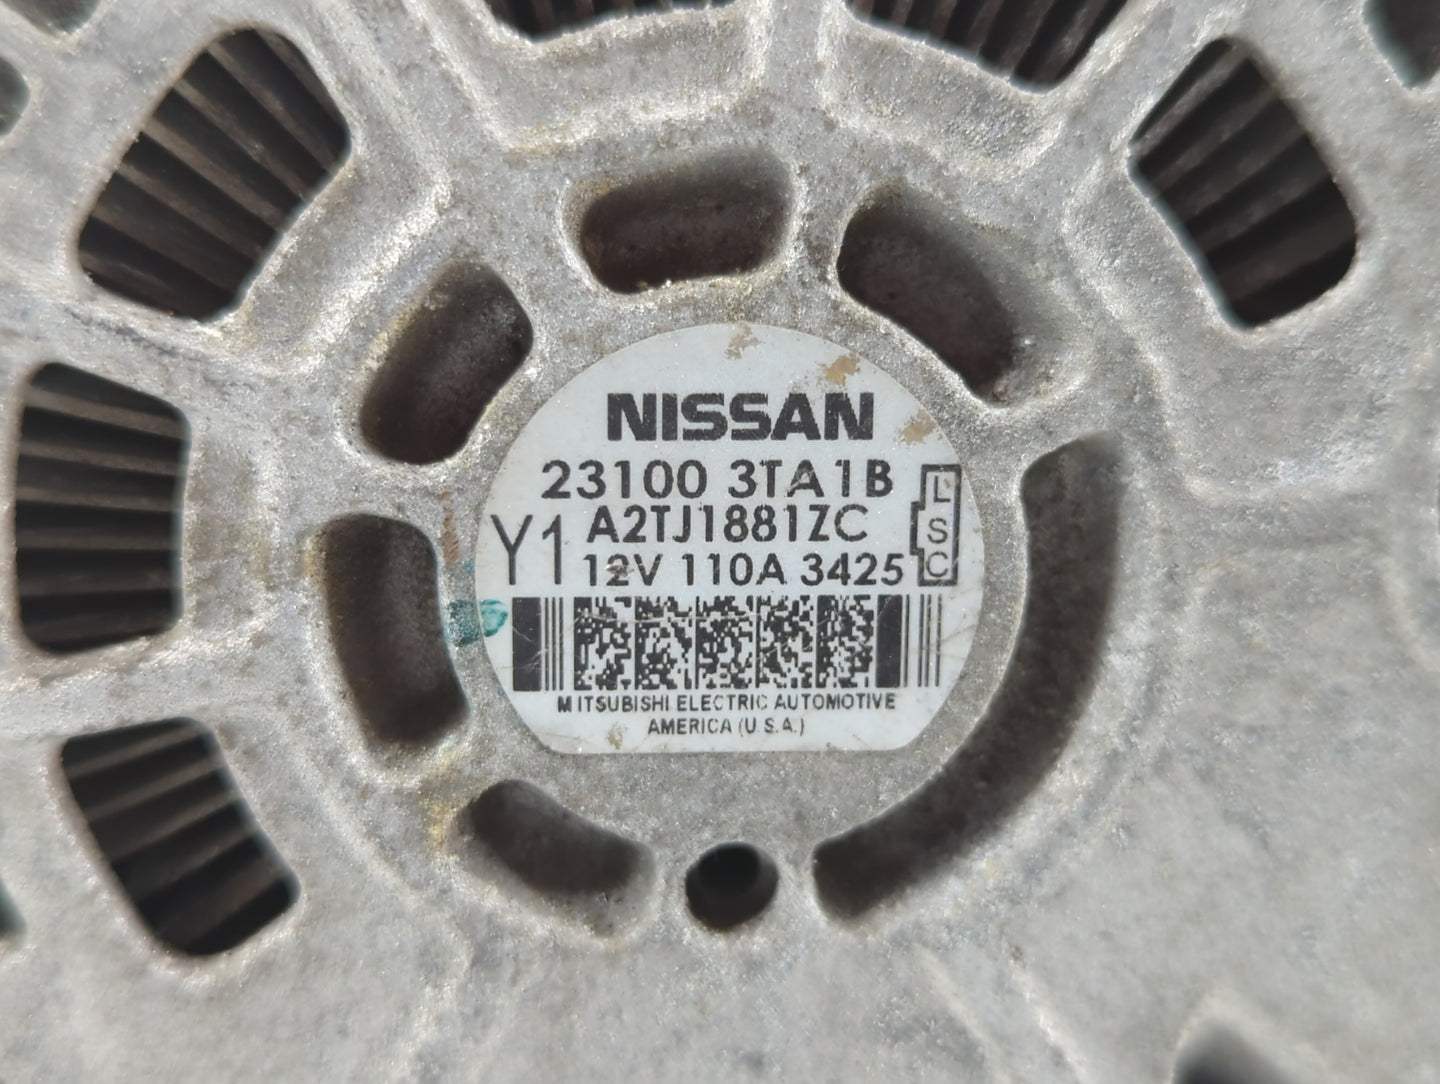 NISSAN
23100 3TA1B
Y1
A2TJ1881ZC
12V 110A 3425
L
S
C
MITSUBISHI ELECTRIC AUTOMOTIVE
AMERICA (U.S.A.)